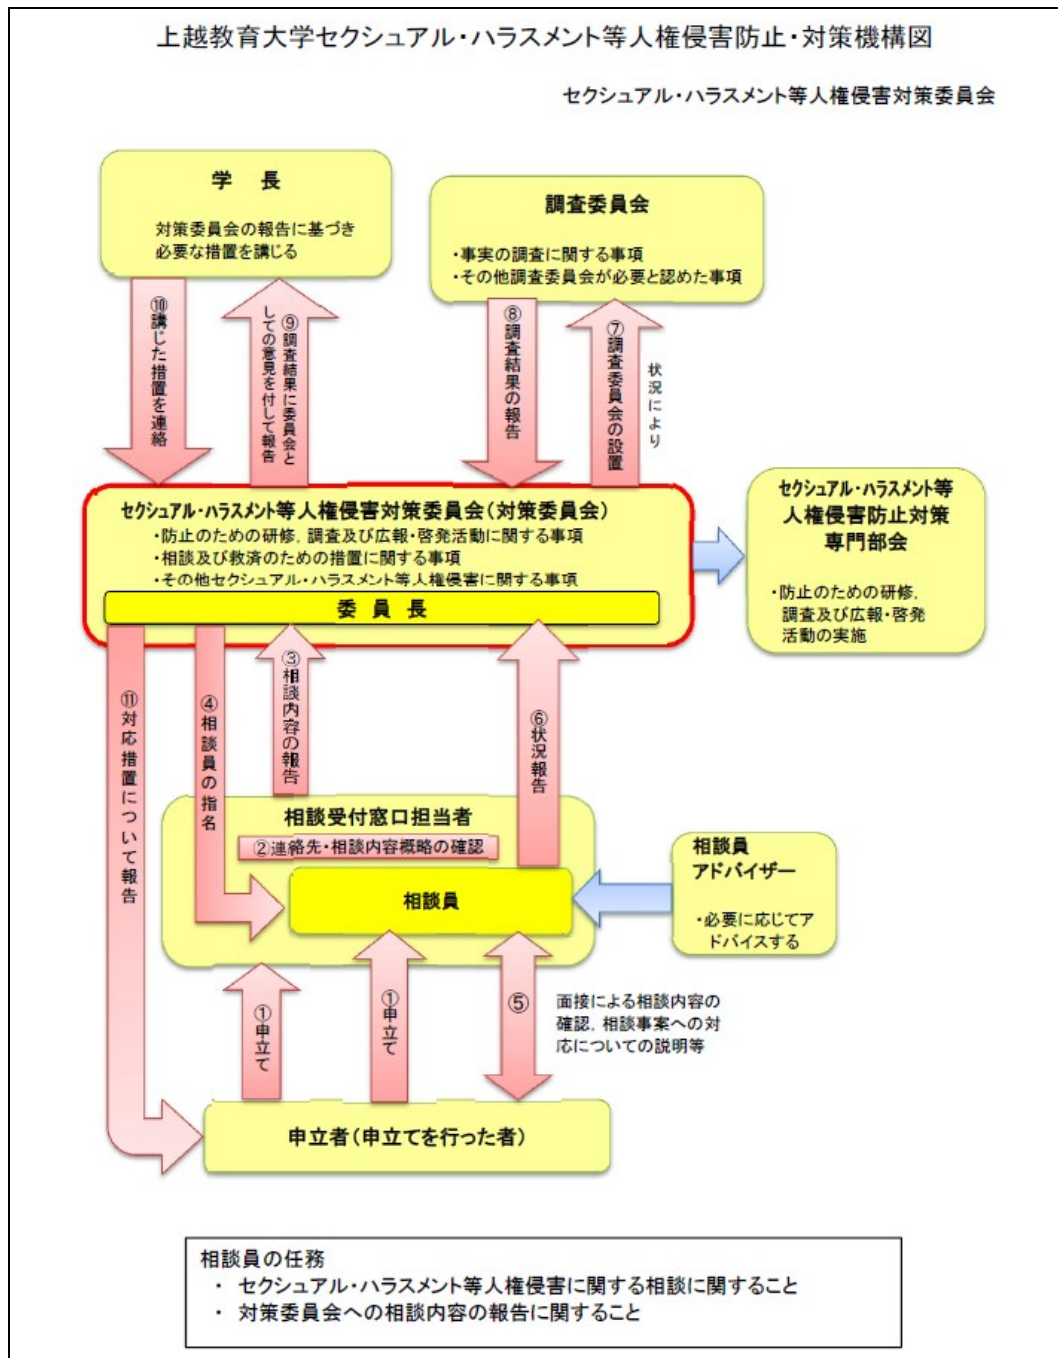 上越教育大学セクシュアル・ハラスメント等人権侵害防止・対策機構図
セクシュアル・ハラスメント等人権侵害対策委員会
学　長
対策委員会の報告に基づき
必要な措置を講じる
調査委員会
・事実の調査に関する事項
・その他調査委員会が必要と認めた事項
⑩講じた措置を連絡
⑨調査結果に委員会と
しての意見を付して報告
⑧調査結果の報告
⑦調査委員会の設置
状況により
セクシュアル・ハラスメント等人権侵害対策委員会(対策委員会)
・防止のための研修，調査及び広報・啓発活動に関する事項
・相談及び救済のための措置に関する事項
・その他セクシュアル・ハラスメント等人権侵害に関する事項
委 員 長
セクシュアル・ハラスメント等
人権侵害防止対策
専門部会
・防止のための研修，
調査及び広報・啓発
活動の実施
⑪対応措置について報告
④相談員の指名
③相談内容の報告
⑥状況報告
相談受付窓口担当者
②連絡先・相談内容概略の確認
相談員
相談員
アドバイザー
・必要に応じてア
ドバイスする
①申立て
①申立て
⑤
面接による相談内容の
確認，相談事案への対
応についての説明等
申立者(申立てを行った者)
相談員の任務
・ セクシュアル・ハラスメント等人権侵害に関する相談に関すること
・ 対策委員会への相談内容の報告に関すること